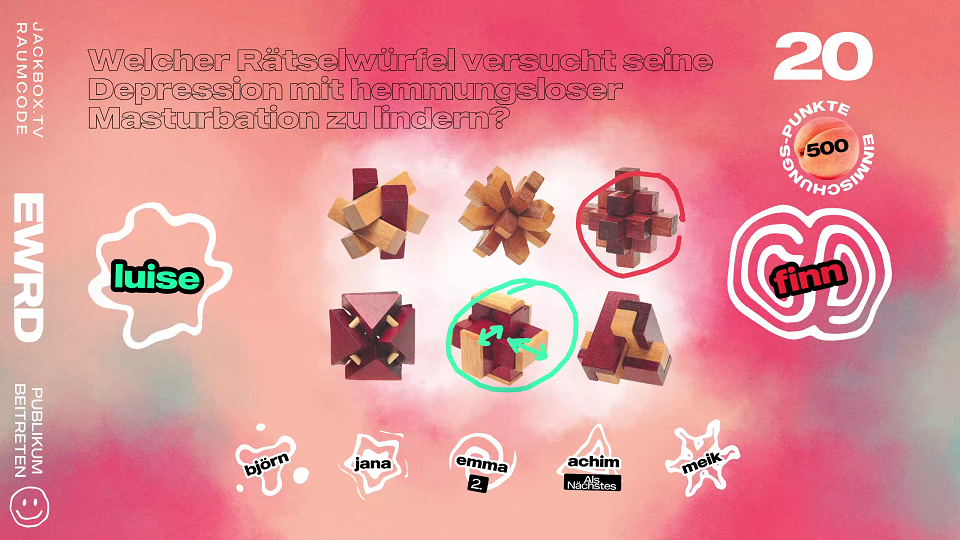 JACKBOX.TV
RAUMCODE
EWRD
PUBLIKUM
BEITRETEN
Welcher Rätselwürfel versucht seine
Depression mit hemmungsloser
Masturbation zu lindern?
20
EINMISCHUNGS-PUNKTE
500
luise
finn
björn
jana
emma
2.
achim
Als
Nächstes
meik